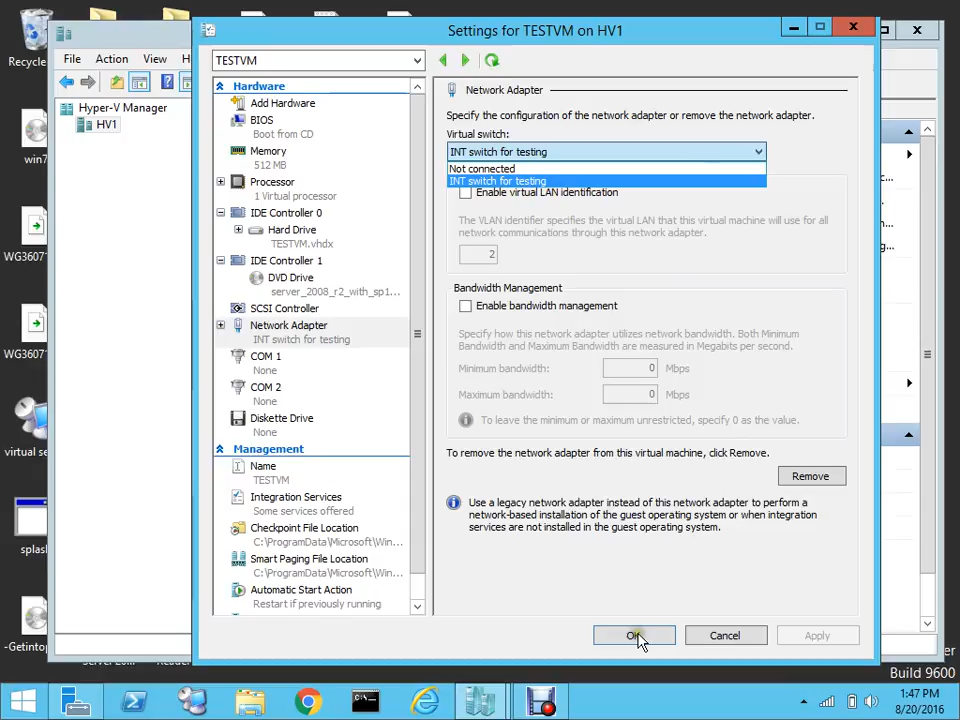 Settings for TESTVM on HV1
Recycle
File Action View H
TESTVM
Hyper-V Manager
HV1
win7
WG3607
WG3607
virtual se
splas
-Getintop
Hardware
Add Hardware
BIOS
Boot from CD
Memory
512 MB
Processor
1 Virtual processor
IDE Controller 0
Hard Drive
TESTVM.vhdx
IDE Controller 1
DVD Drive
server_2008_r2_with_sp1...
SCSI Controller
Network Adapter
INT switch for testing
COM 1
None
COM 2
None
Diskette Drive
None
Management
Name
TESTVM
Integration Services
Some services offered
Checkpoint File Location
C:\ProgramData\Microsoft\Win...
Smart Paging File Location
C:\ProgramData\Microsoft\Win...
Automatic Start Action
Restart if previously running
Network Adapter
Specify the configuration of the network adapter or remove the network adapter.
Virtual switch:
INT switch for testing
Not connected
INT switch for testing
Enable virtual LAN identification
The VLAN identifier specifies the virtual LAN that this virtual machine will use for all
network communications through this network adapter.
2
Bandwidth Management
Enable bandwidth management
Specify how this network adapter utilizes network bandwidth. Both Minimum
Bandwidth and Maximum Bandwidth are measured in Megabits per second.
Minimum bandwidth: 0 Mbps
Maximum bandwidth: 0 Mbps
To leave the minimum or maximum unrestricted, specify 0 as the value.
To remove the network adapter from this virtual machine, click Remove.
Remove
Use a legacy network adapter instead of this network adapter to perform a
network-based installation of the guest operating system or when integration
services are not installed in the guest operating system.
OK Cancel Apply
Build 9600
1:47 PM
8/20/2016